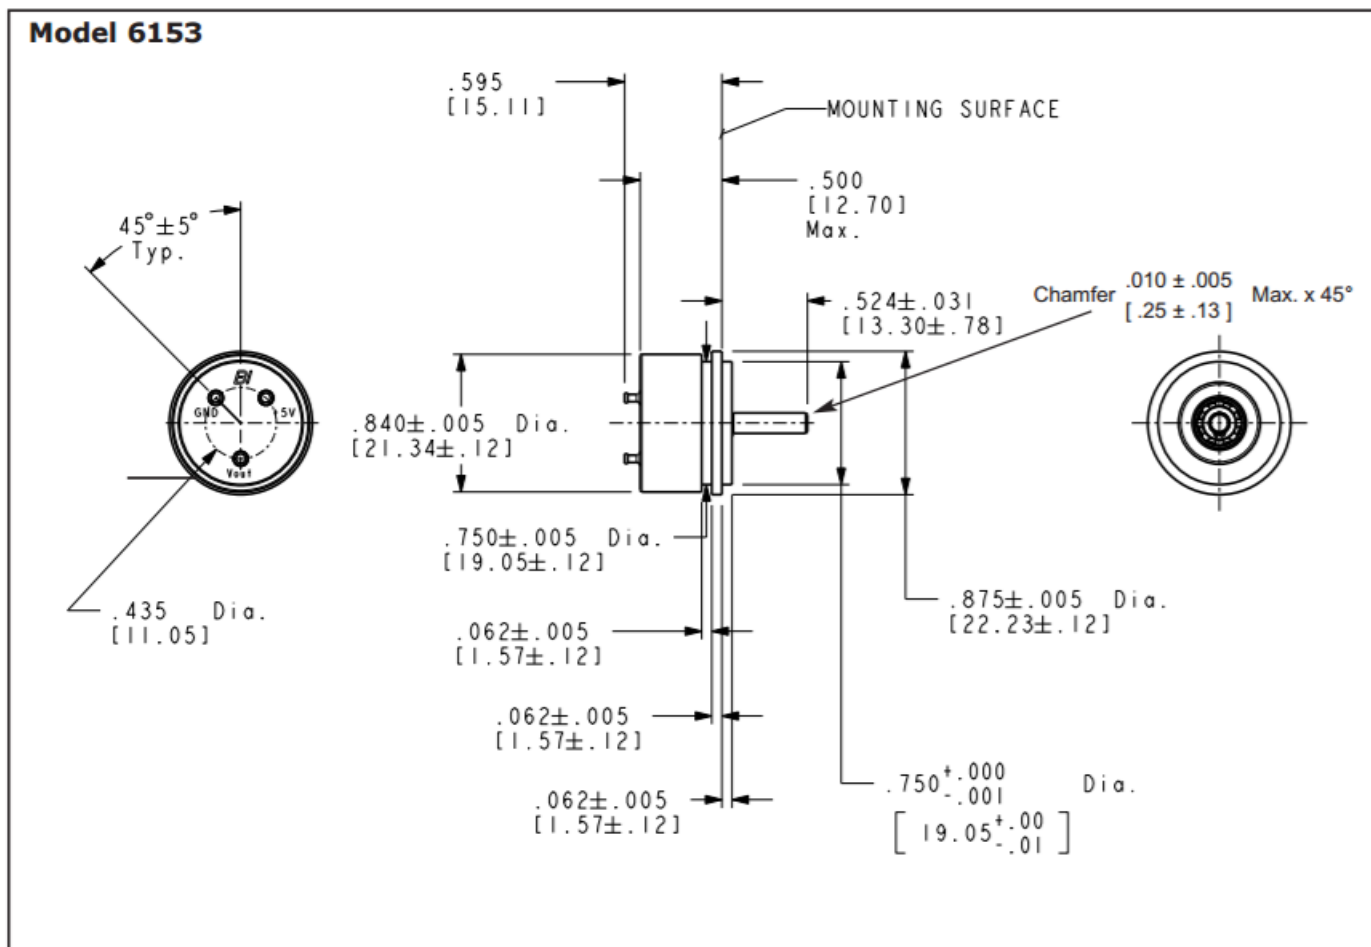 Model 6153
.595
[15.11]
MOUNTING SURFACE
.500
[12.70]
Max.
45°±5°
Typ.
.524±.031
[13.30±.78]
Chamfer .010 ± .005 Max. x 45°
[ .25 ± .13 ]
BI
GND 5V
Vout
.840±.005 Dia.
[21.34±.12]
.750±.005 Dia.
[19.05±.12]
.435 Dia.
[11.05]
.875±.005 Dia.
[22.23±.12]
.062±.005
[1.57±.12]
.062±.005
[1.57±.12]
.062±.005
[1.57±.12]
.750 +.000 Dia.
-.001
[ 19.05 +.00 ]
-.01